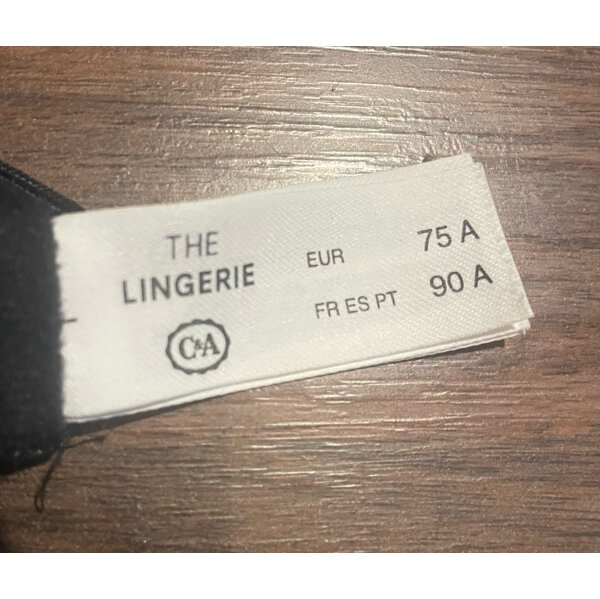 THE
LINGERIE
C&A
EUR 75 A
FR ES PT 90 A